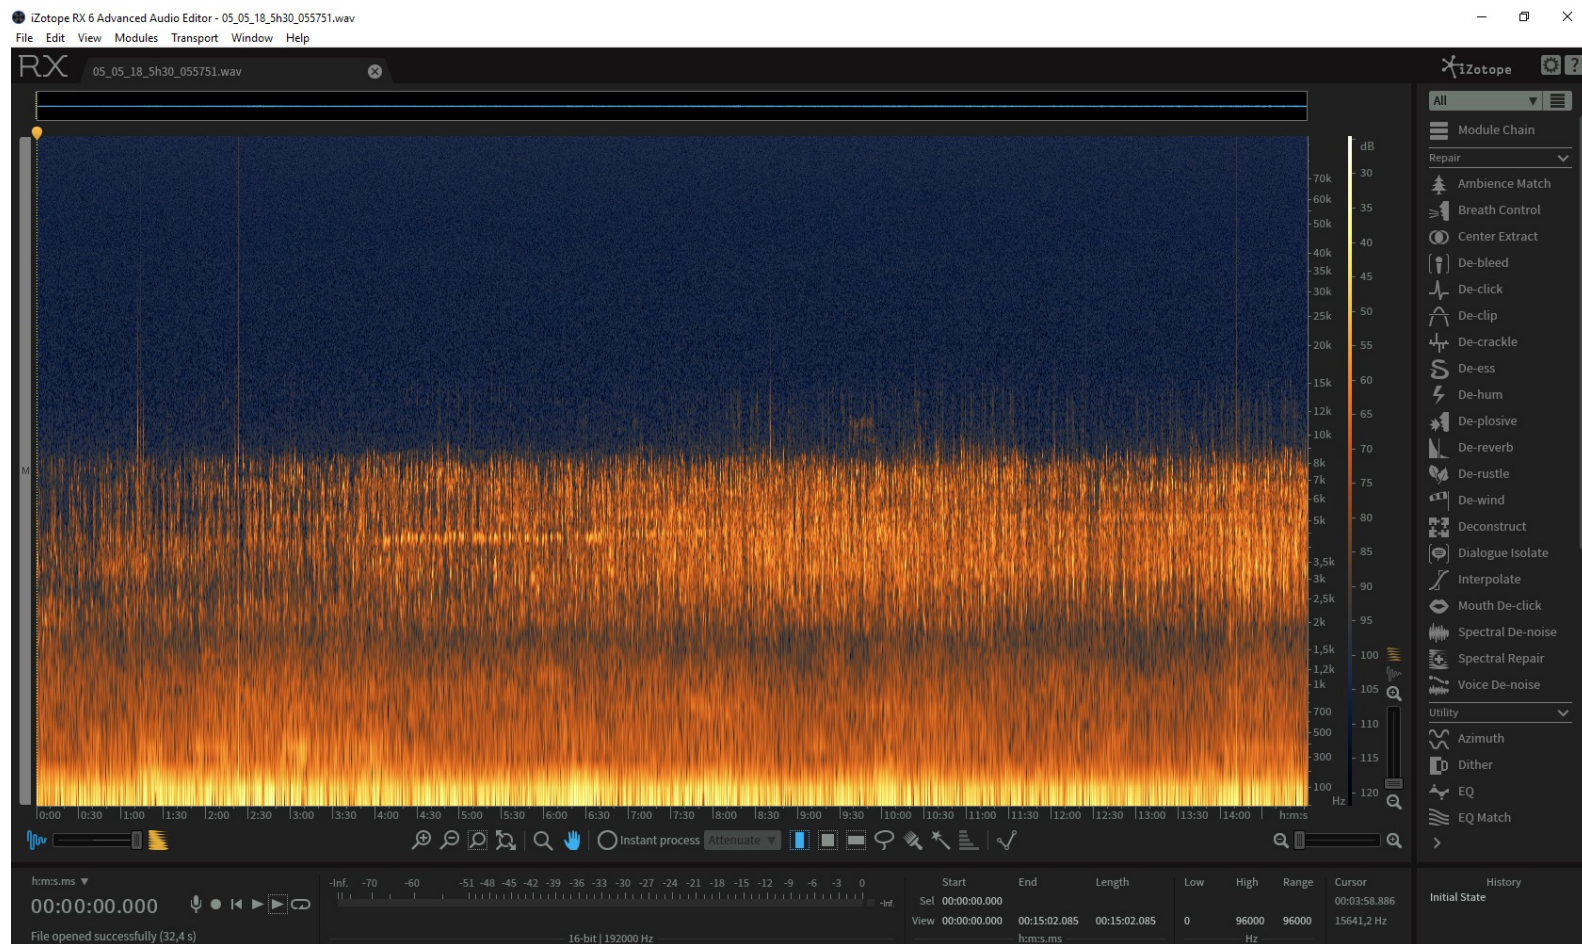 iZotope RX 6 Advanced Audio Editor - 05_05_18_5h30_055751.wav
File Edit View Modules Transport Window Help
RX 05_05_18_5h30_055751.wav iZotope ?
All
Module Chain
Repair
Ambience Match
Breath Control
Center Extract
De-bleed
De-click
De-clip
De-crackle
De-ess
De-hum
De-plosive
De-reverb
De-rustle
De-wind
Deconstruct
Dialogue Isolate
Interpolate
Mouth De-click
Spectral De-noise
Spectral Repair
Voice De-noise
Utility
Azimuth
Dither
EQ
EQ Match
M
70k
60k
50k
40k
35k
30k
25k
20k
15k
12k
10k
8k
7k
6k
5k
3,5k
3k
2,5k
2k
1,5k
1,2k
1k
700
500
300
100
Hz
dB
30
35
40
45
50
55
60
65
70
75
80
85
90
95
100
105
110
115
120
0:00 0:30 1:00 1:30 2:00 2:30 3:00 3:30 4:00 4:30 5:00 5:30 6:00 6:30 7:00 7:30 8:00 8:30 9:00 9:30 10:00 10:30 11:00 11:30 12:00 12:30 13:00 13:30 14:00 h:m:s
Instant process Attenuate
h:m:s.ms
00:00:00.000
File opened successfully (32,4 s)
-Inf. -70 -60 -51 -48 -45 -42 -39 -36 -33 -30 -27 -24 -21 -18 -15 -12 -9 -6 -3 0
-Inf.
16-bit | 192000 Hz
Start End Length Low High Range Cursor
Sel 00:00:00.000 00:03:58.886
View 00:00:00.000 00:15:02.085 00:15:02.085 0 96000 96000 15641,2 Hz
h:m:s.ms Hz
History
Initial State